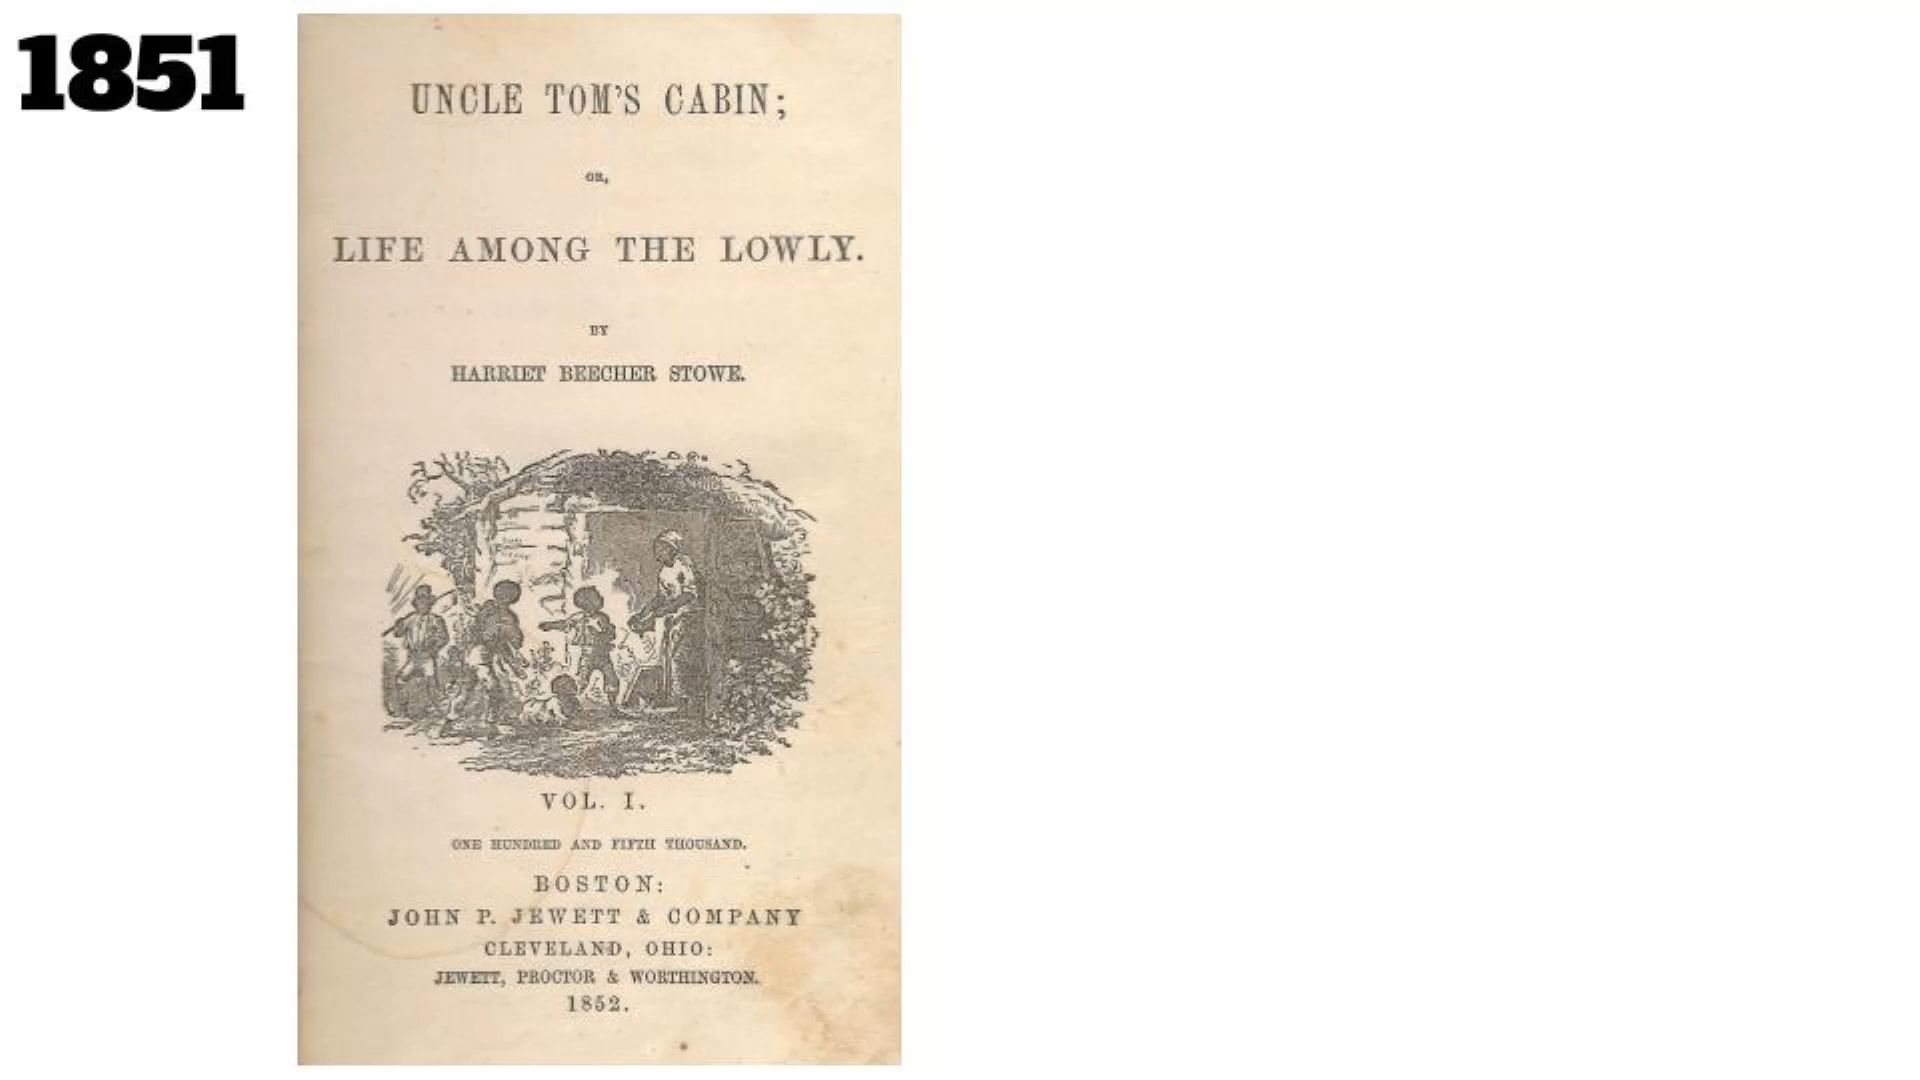 1851
UNCLE TOM'S CABIN;
OR,
LIFE AMONG THE LOWLY.
BY
HARRIET BEECHER STOWE.
VOL. I.
ONE HUNDRED AND FIFTH THOUSAND.
BOSTON:
JOHN P. JEWETT & COMPANY
CLEVELAND, OHIO:
JEWETT, PROCTOR & WORTHINGTON.
1852.